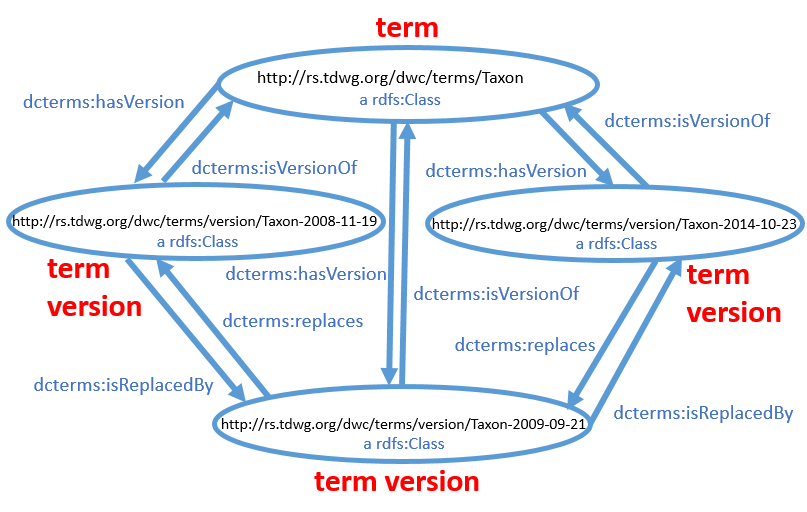 term
http://rs.tdwg.org/dwc/terms/Taxon
a rdfs:Class
dcterms:hasVersion
dcterms:isVersionOf
dcterms:isVersionOf
dcterms:hasVersion
http://rs.tdwg.org/dwc/terms/version/Taxon-2008-11-19
a rdfs:Class
http://rs.tdwg.org/dwc/terms/version/Taxon-2014-10-23
a rdfs:Class
term
version
dcterms:hasVersion
dcterms:isVersionOf
term
version
dcterms:replaces
dcterms:replaces
dcterms:isReplacedBy
dcterms:isReplacedBy
http://rs.tdwg.org/dwc/terms/version/Taxon-2009-09-21
a rdfs:Class
term version